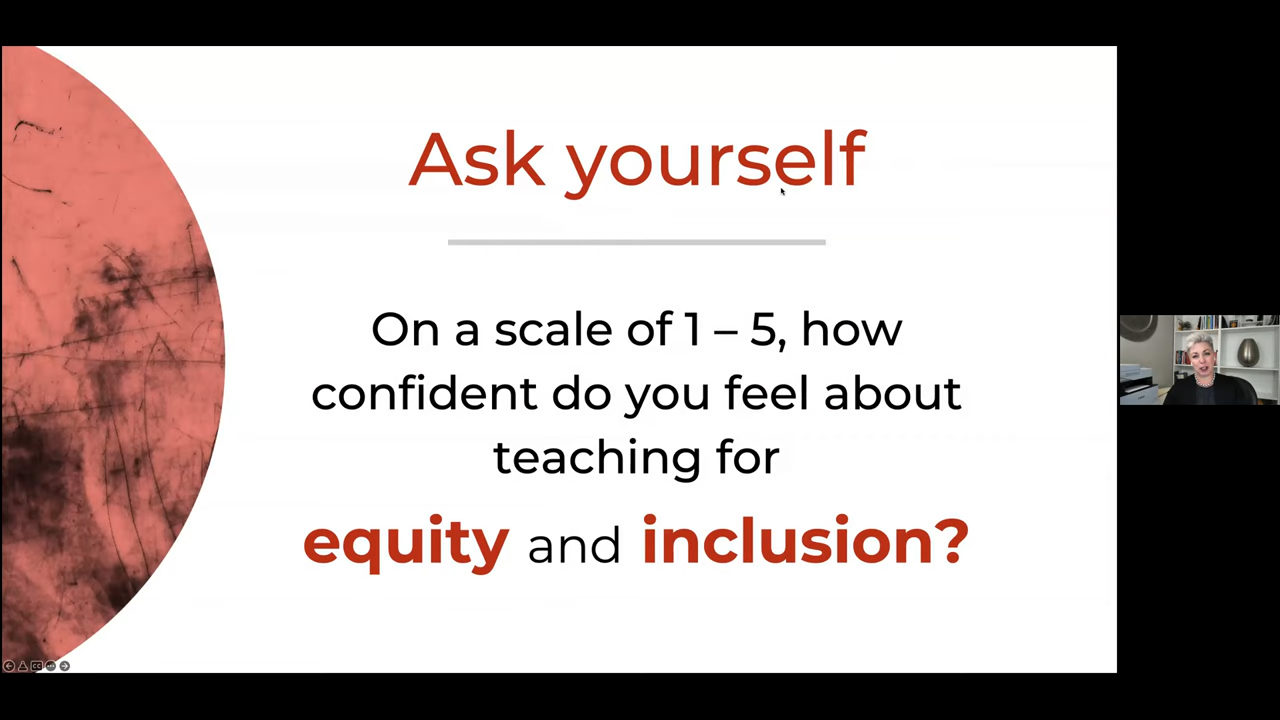 Ask yourself
On a scale of 1 – 5, how
confident do you feel about
teaching for
equity and inclusion?